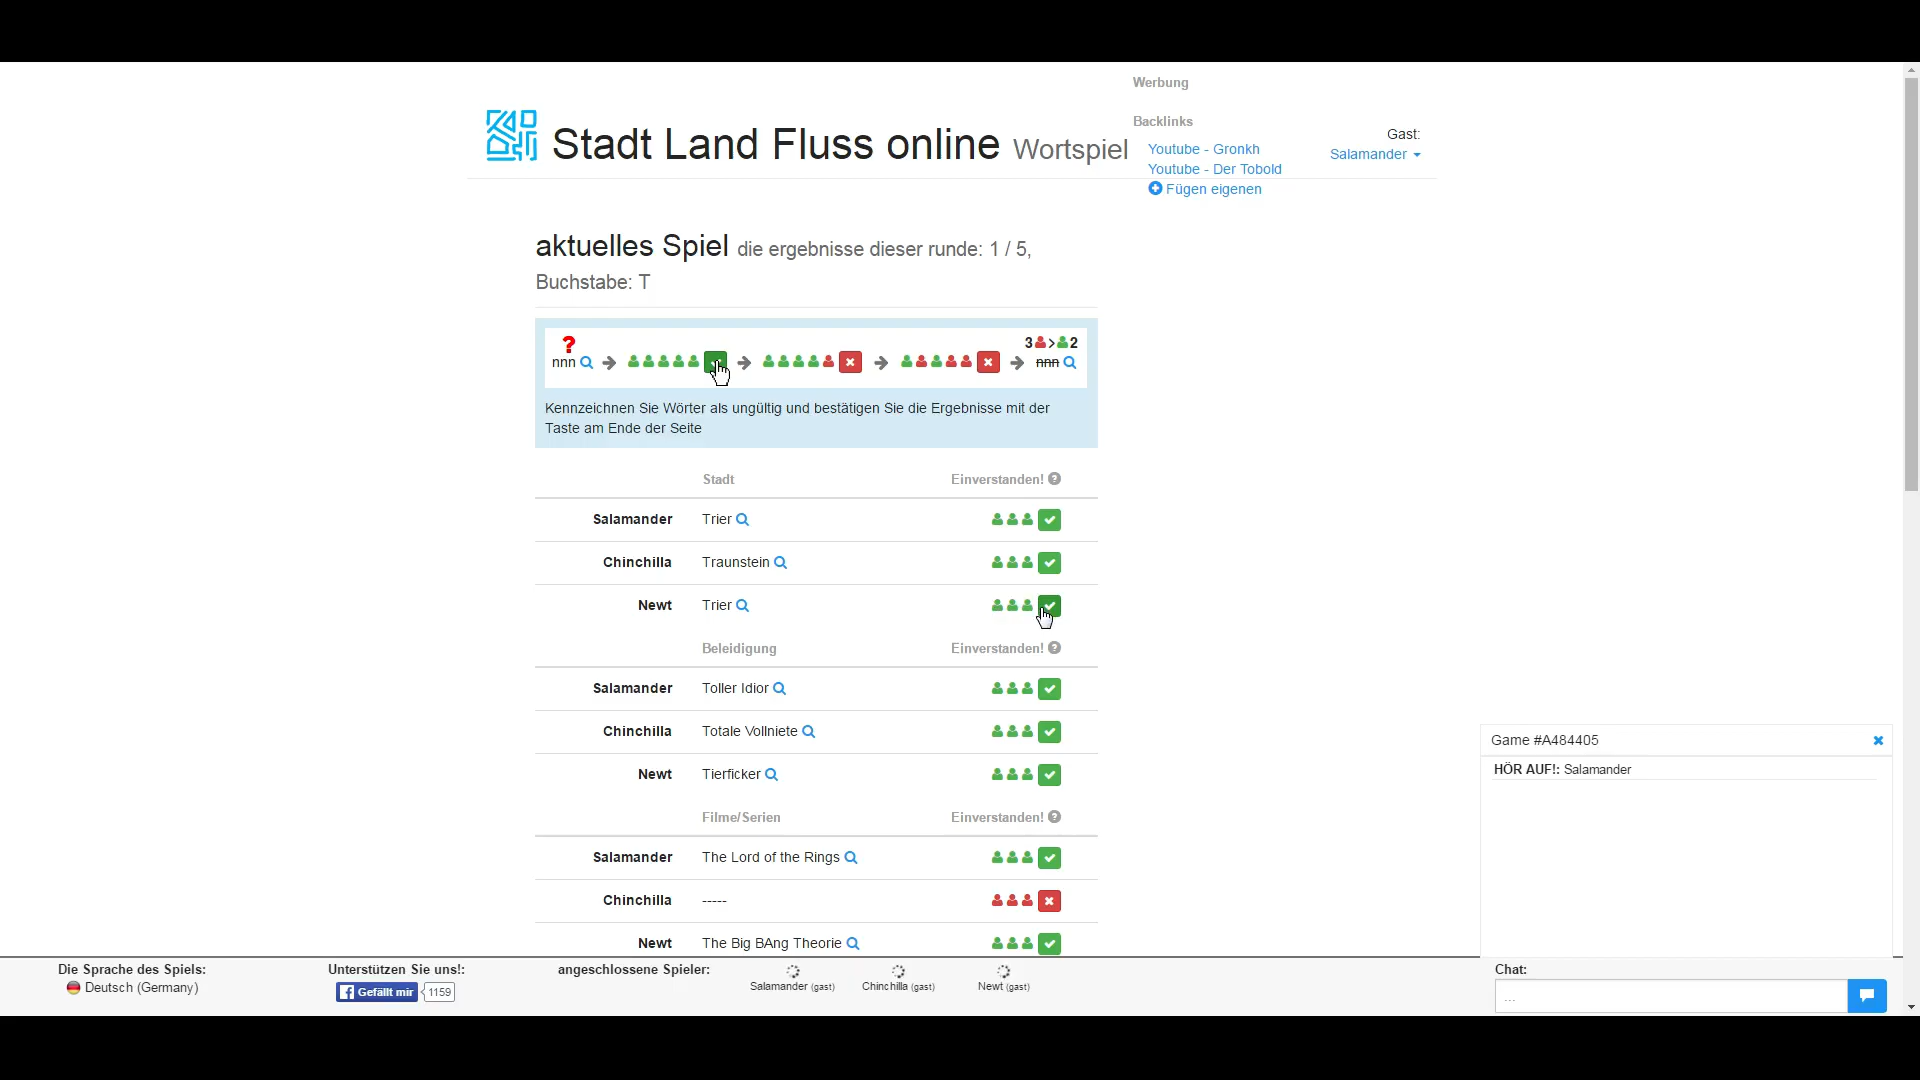 Werbung
Backlinks
Gast:
Stadt Land Fluss online Wortspiel
Youtube - Gronkh
Salamander
Youtube - Der Tobold
Fügen eigenen
aktuelles Spiel die ergebnisse dieser runde: 1 / 5,
Buchstabe: T
? 3 > 2
nnn nnn
Kennzeichnen Sie Wörter als ungültig und bestätigen Sie die Ergebnisse mit der
Taste am Ende der Seite
Stadt Einverstanden! ?
Salamander Trier
Chinchilla Traunstein
Newt Trier
Beleidigung Einverstanden! ?
Salamander Toller Idior
Chinchilla Totale Vollniete
Newt Tierficker
Filme/Serien Einverstanden! ?
Salamander The Lord of the Rings
Chinchilla -----
Newt The Big BAng Theorie
Game #A484405
HÖR AUF!: Salamander
Die Sprache des Spiels:
Deutsch (Germany)
Unterstützen Sie uns!:
Gefällt mir 1159
angeschlossene Spieler:
Salamander (gast) Chinchilla (gast) Newt (gast)
Chat:
...